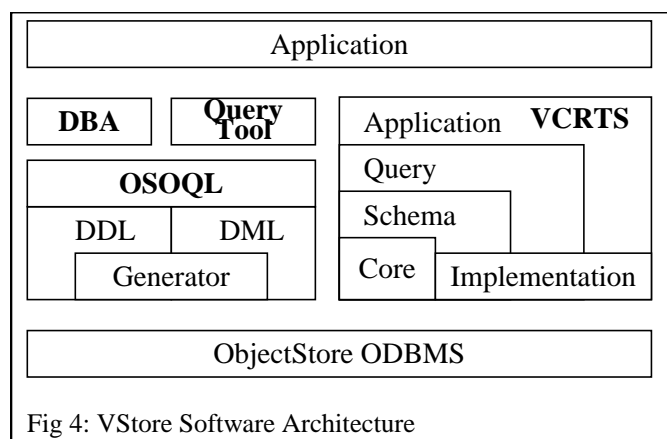 Application
DBA
Query
Tool
OSOQL
DDL DML
Generator
Application VCRTS
Query
Schema
Core
Implementation
ObjectStore ODBMS
Fig 4: VStore Software Architecture